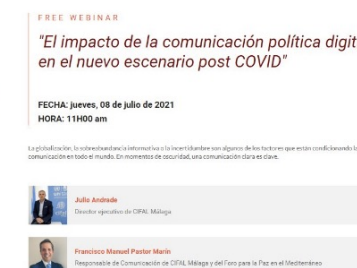 FREE WEBINAR
"El impacto de la comunicación política digit
en el nuevo escenario post COVID"
FECHA: jueves, 08 de julio de 2021
HORA: 11H00 am
La globalización, la sobreabundancia informativa o la incertidumbre son algunos de los factores que están condicionando la
comunicación en todo el mundo. En momentos de oscuridad, una comunicación clara es clave.
Julio Andrade
Director ejecutivo de CIFAL Málaga
Francisco Manuel Pastor Marín
Responsable de Comunicación de CIFAL Málaga y del Foro para la Paz en el Mediterráneo